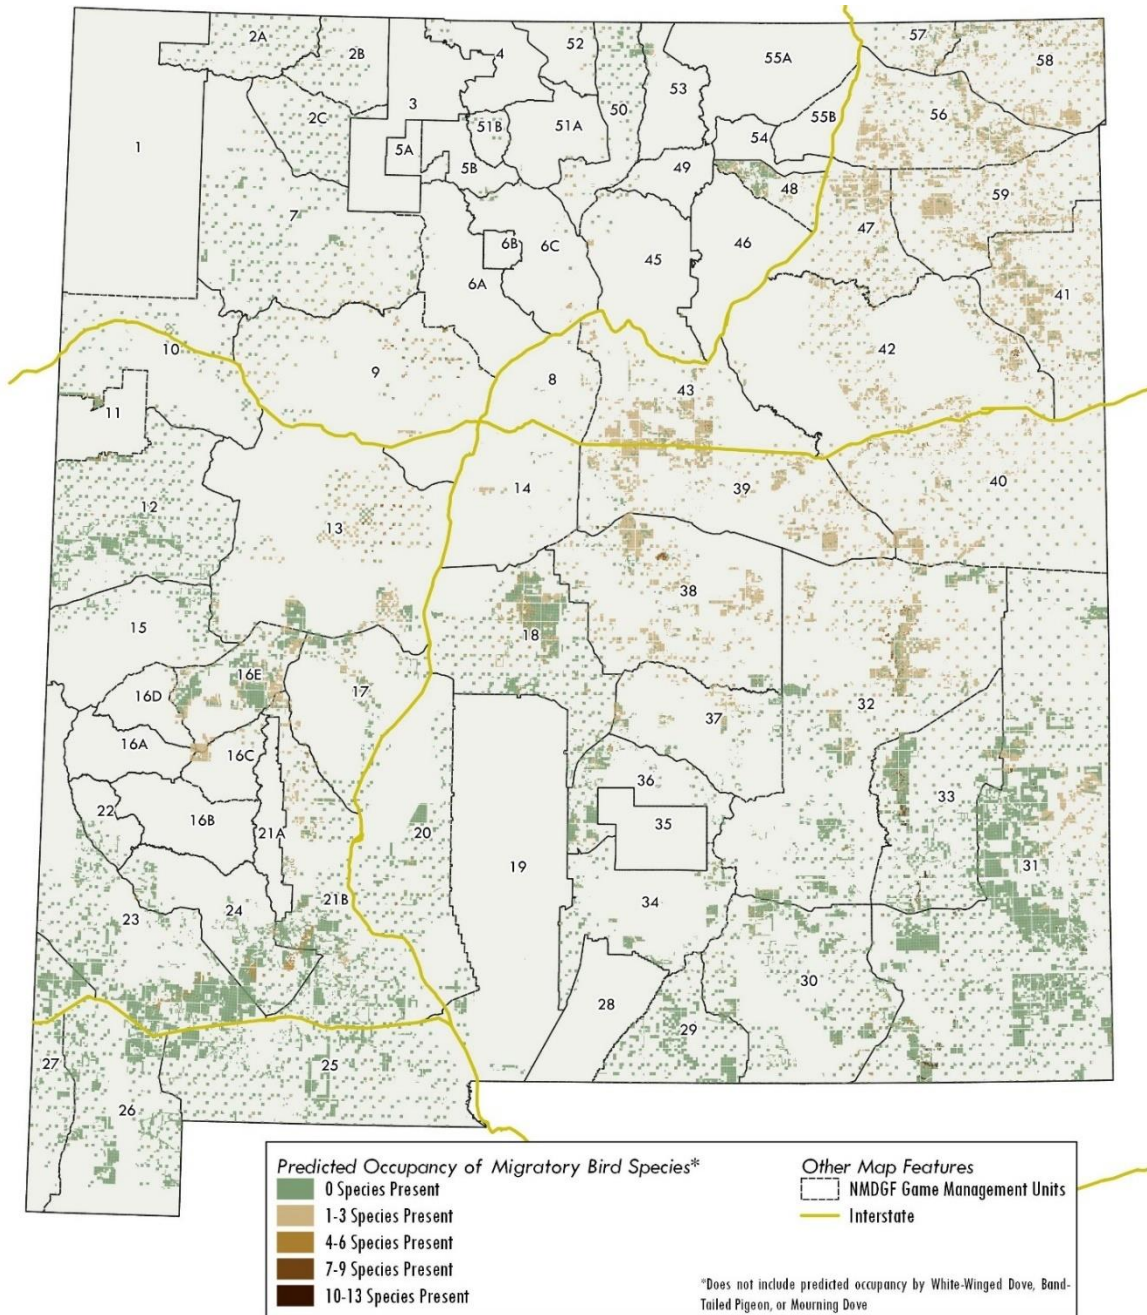 2A
2B
52
57
58
4
55A
50
53
3
56
2C
51B
51A
55B
54
1
5A
5B
49
48
59
7
47
6B
6C
45
46
6A
41
10
42
9
8
43
11
14
39
40
12
13
38
15
18
16E
16D
17
37
32
16A
16C
36
22
16B
21A
20
35
33
19
31
24
21B
34
23
30
28
29
27
25
26
Predicted Occupancy of Migratory Bird Species*
0 Species Present
1-3 Species Present
4-6 Species Present
7-9 Species Present
10-13 Species Present
Other Map Features
NMDGF Game Management Units
Interstate
*Does not include predicted occupancy by White-Winged Dove, Band-
Tailed Pigeon, or Mourning Dove